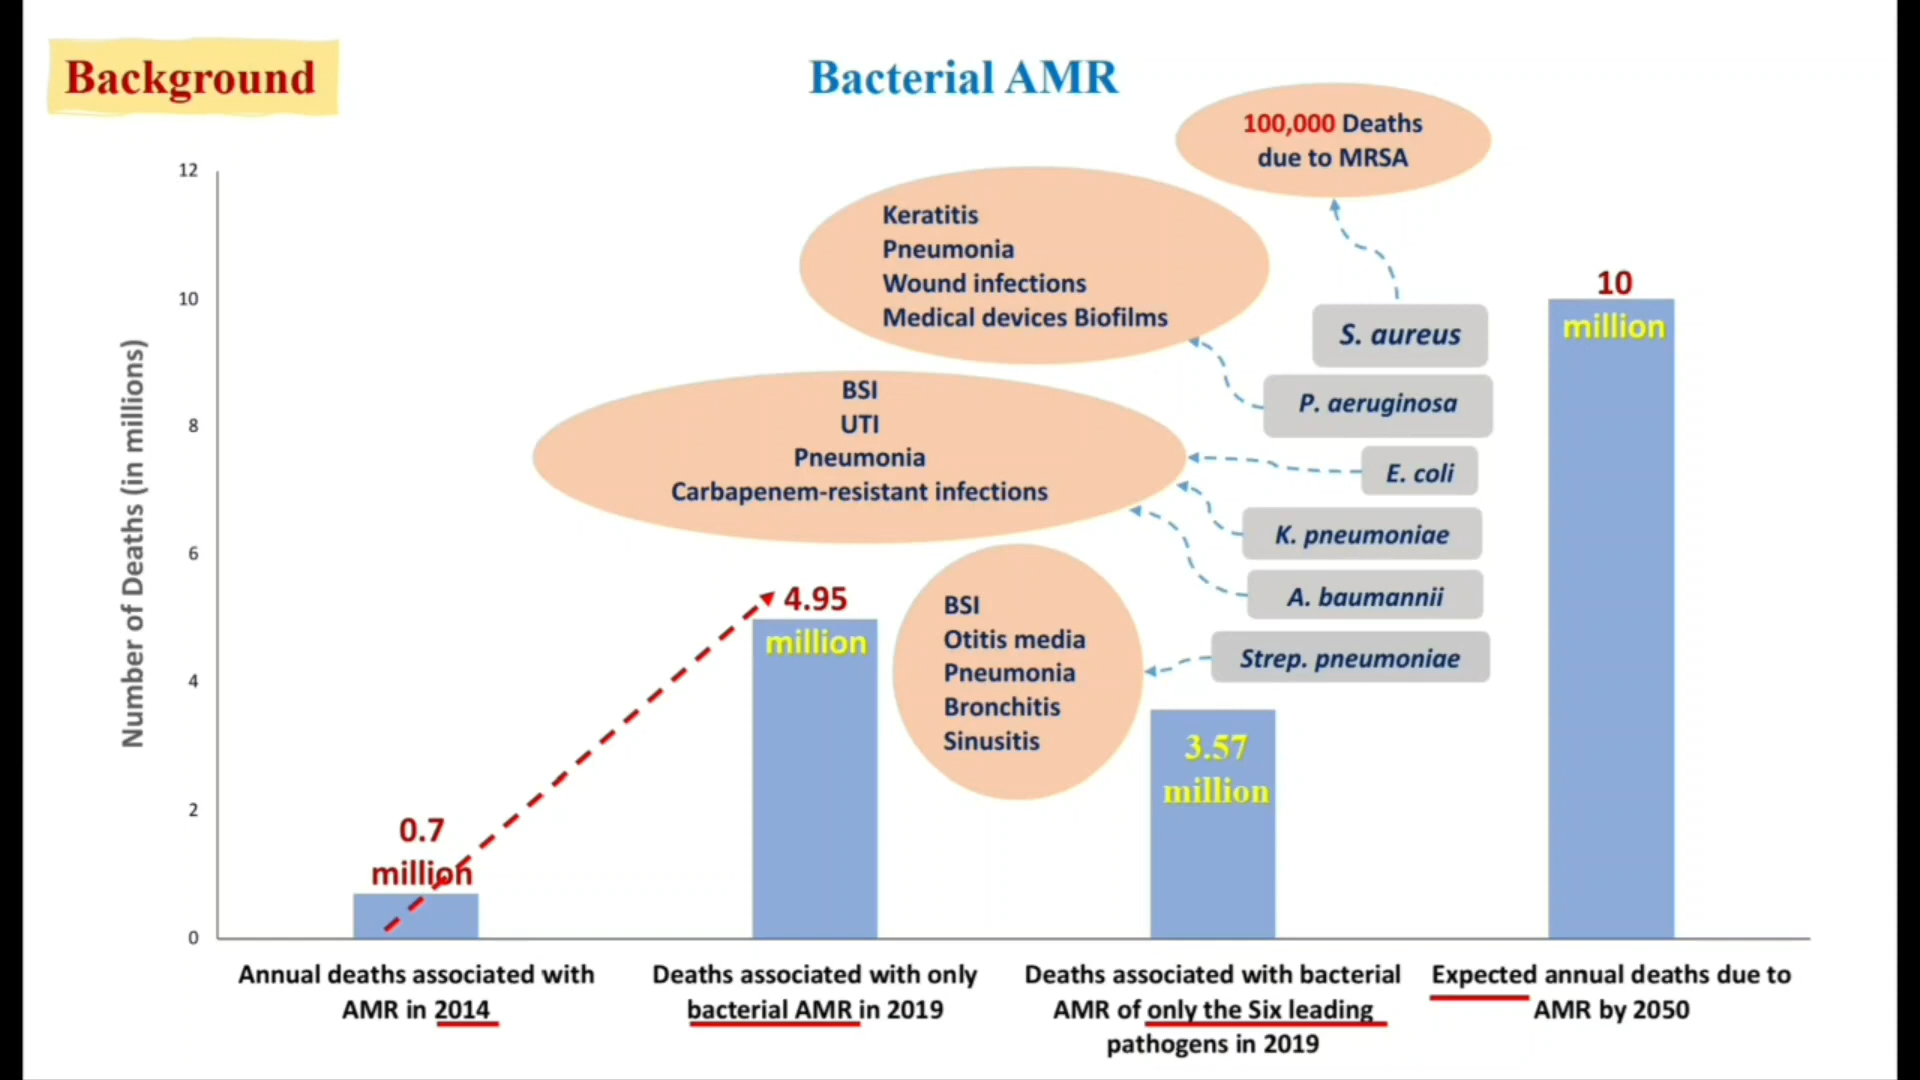 Background
Bacterial AMR
100,000 Deaths
due to MRSA
Keratitis
Pneumonia
Wound infections
Medical devices Biofilms
S. aureus
P. aeruginosa
BSI
UTI
Pneumonia
Carbapenem-resistant infections
E. coli
K. pneumoniae
A. baumannii
BSI
Otitis media
Pneumonia
Bronchitis
Sinusitis
Strep. pneumoniae
Number of Deaths (in millions)
12
10
8
6
4
2
0
0.7
million
4.95
million
3.57
million
10
million
Annual deaths associated with
AMR in 2014
Deaths associated with only
bacterial AMR in 2019
Deaths associated with bacterial
AMR of only the Six leading
pathogens in 2019
Expected annual deaths due to
AMR by 2050